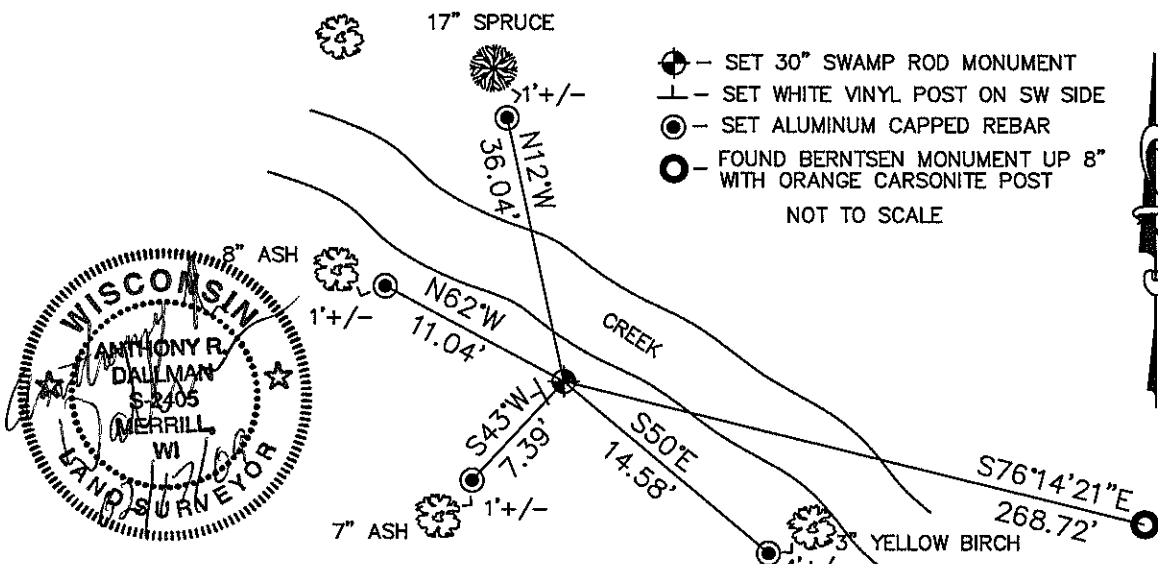 17" SPRUCE
1'+/-
N12°W
36.04'
– SET 30" SWAMP ROD MONUMENT
– SET WHITE VINYL POST ON SW SIDE
– SET ALUMINUM CAPPED REBAR
– FOUND BERNTSEN MONUMENT UP 8"
WITH ORANGE CARSONITE POST
NOT TO SCALE
8" ASH
1'+/-
N62°W
11.04'
CREEK
WISCONSIN
ANTHONY R.
DALLMAN
S-2405
MERRILL,
WI
LAND SURVEYOR
S43°W
7.39'
7" ASH
1'+/-
S50°E
14.58'
3" YELLOW BIRCH
S76°14'21"E
268.72'